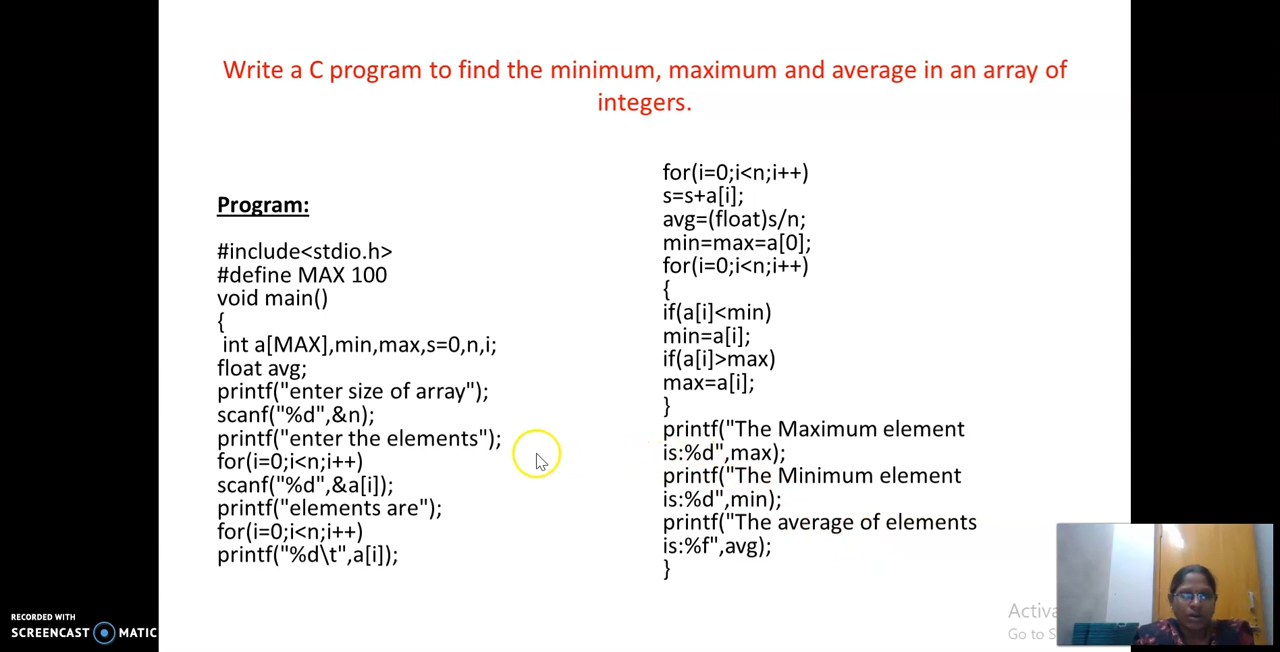 Write a C program to find the minimum, maximum and average in an array of
integers.
Program:
#include<stdio.h>
#define MAX 100
void main()
{
int a[MAX],min,max,s=0,n,i;
float avg;
printf("enter size of array");
scanf("%d",&n);
printf("enter the elements");
for(i=0;i<n;i++)
scanf("%d",&a[i]);
printf("elements are");
for(i=0;i<n;i++)
printf("%d\t",a[i]);
for(i=0;i<n;i++)
s=s+a[i];
avg=(float)s/n;
min=max=a[0];
for(i=0;i<n;i++)
{
if(a[i]<min)
min=a[i];
if(a[i]>max)
max=a[i];
}
printf("The Maximum element
is:%d",max);
printf("The Minimum element
is:%d",min);
printf("The average of elements
is:%f",avg);
}
Activa
Go to S
RECORDED WITH
SCREENCAST MATIC